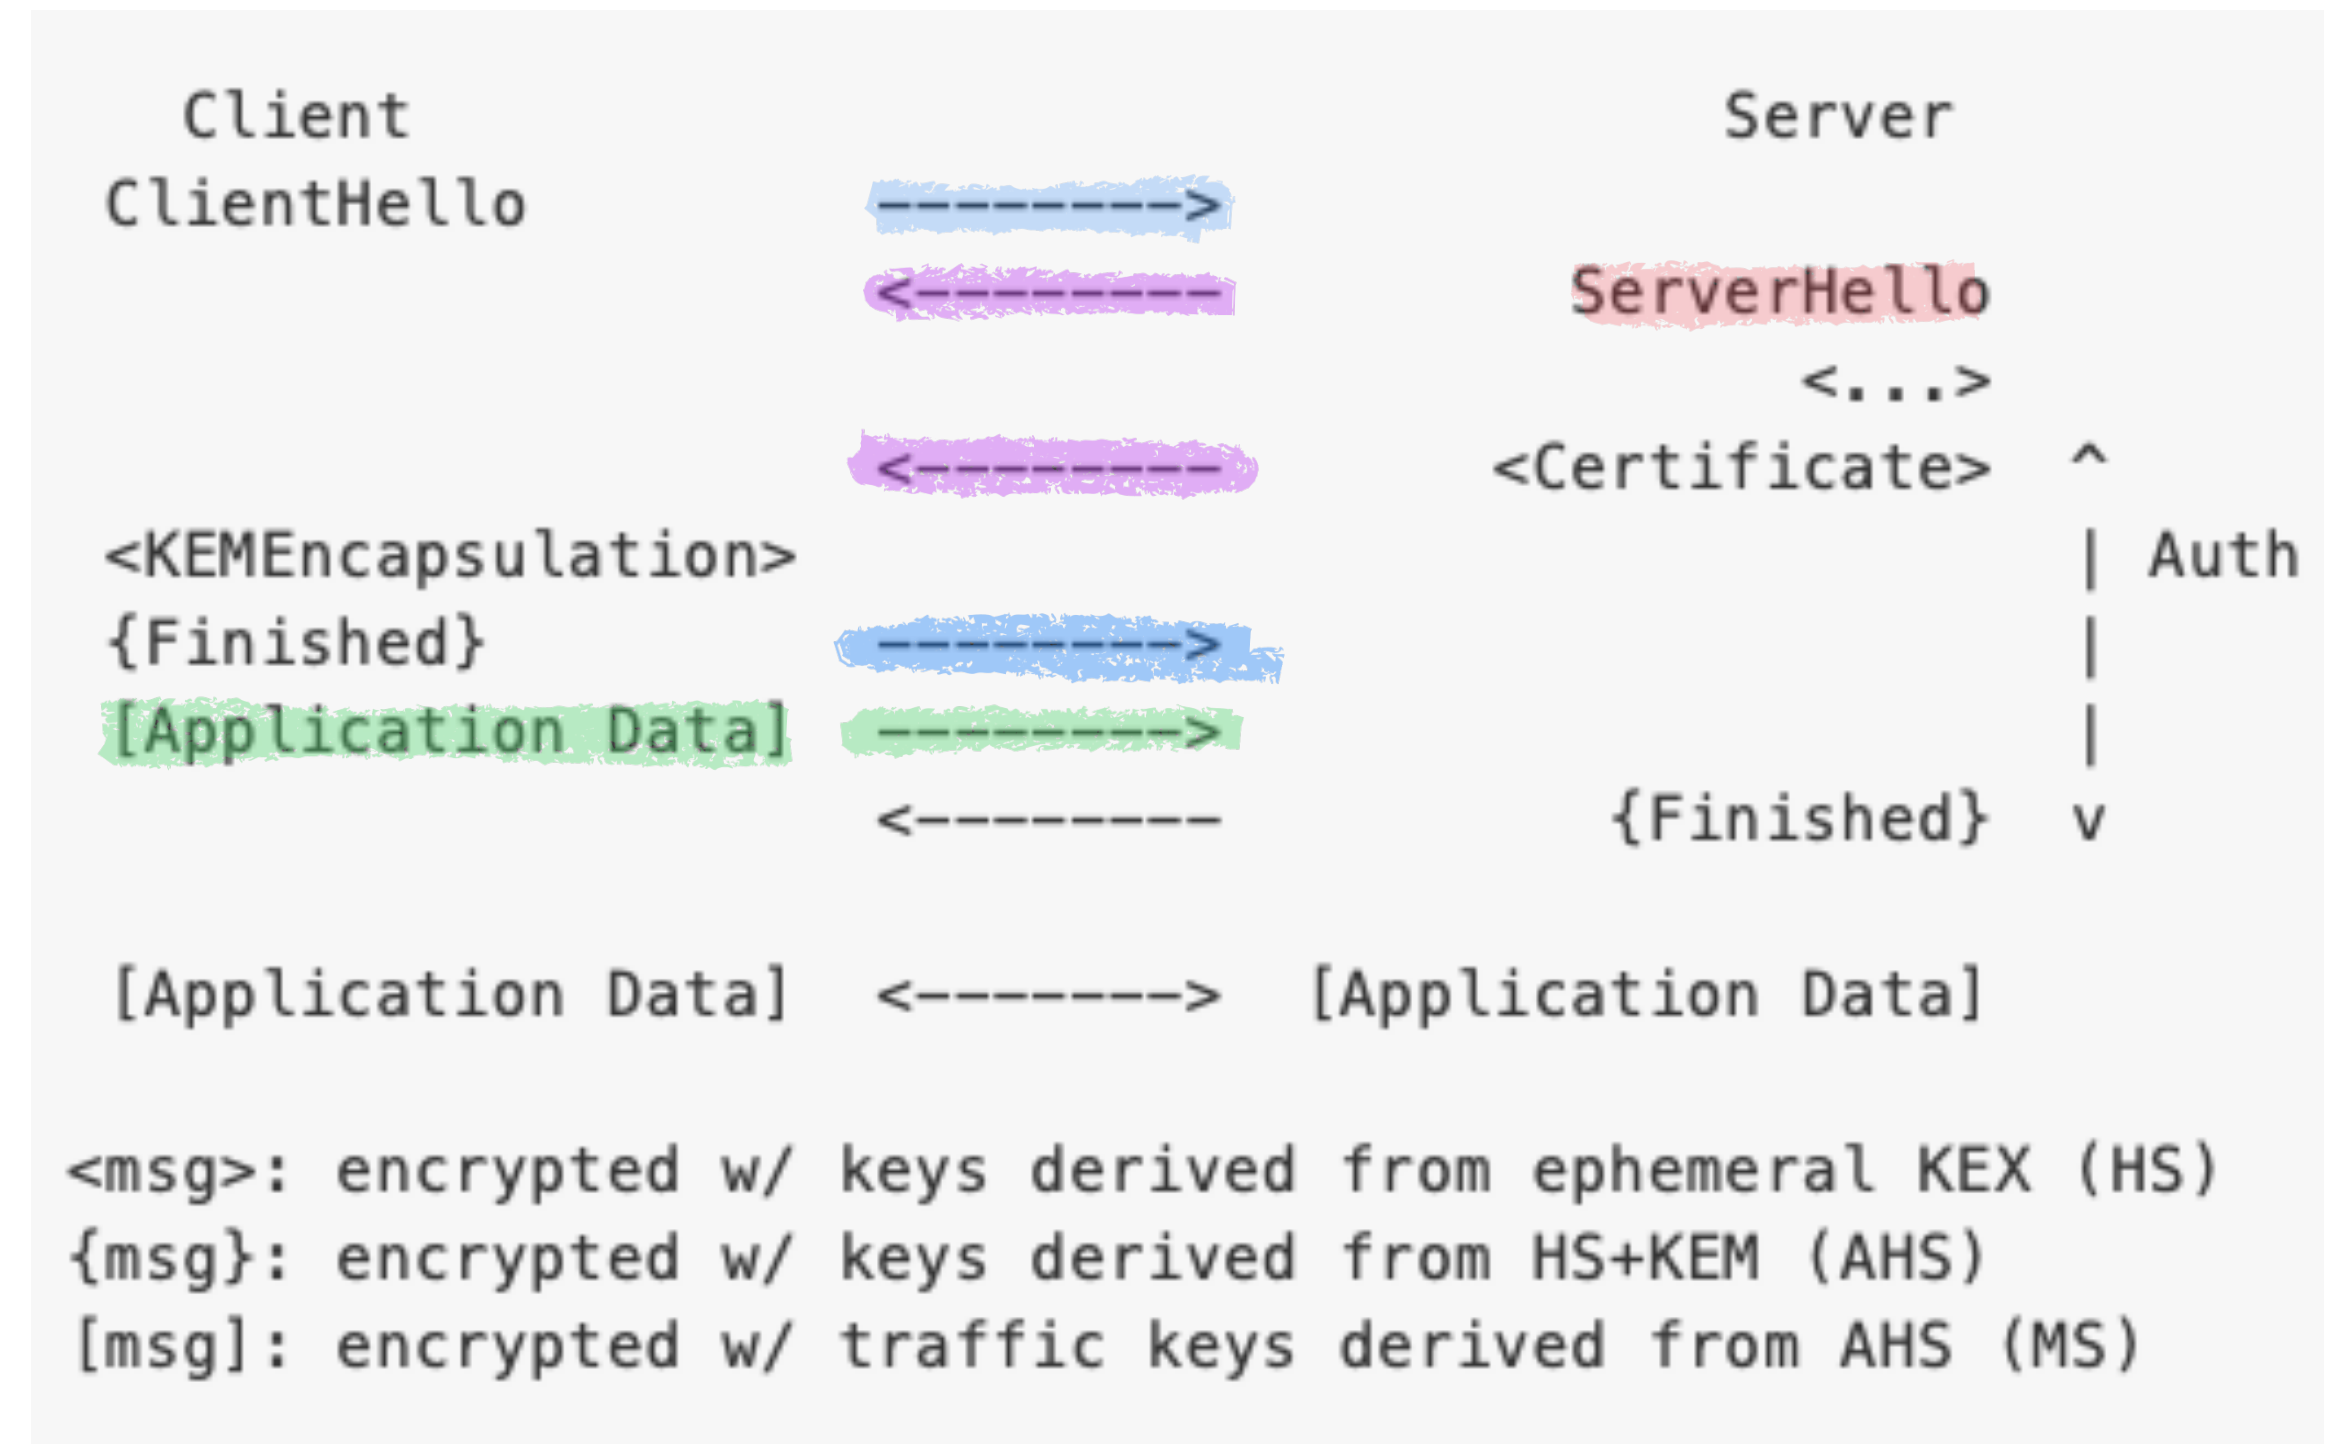 Client Server
ClientHello -------->
<-------- ServerHello
<...>
<-------- <Certificate> ^
<KEMEncapsulation> | Auth
{Finished} --------> |
[Application Data] --------> |
<-------- {Finished} v
[Application Data] <-------> [Application Data]
<msg>: encrypted w/ keys derived from ephemeral KEX (HS)
{msg}: encrypted w/ keys derived from HS+KEM (AHS)
[msg]: encrypted w/ traffic keys derived from AHS (MS)